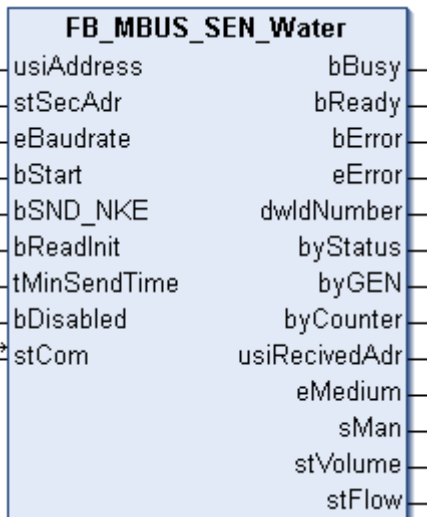 FB_MBUS_SEN_Water
usiAddress bBusy
stSecAdr bReady
eBaudrate bError
bStart eError
bSND_NKE dwIdNumber
bReadInit byStatus
tMinSendTime byGEN
bDisabled byCounter
stCom usiRecivedAdr
eMedium
sMan
stVolume
stFlow